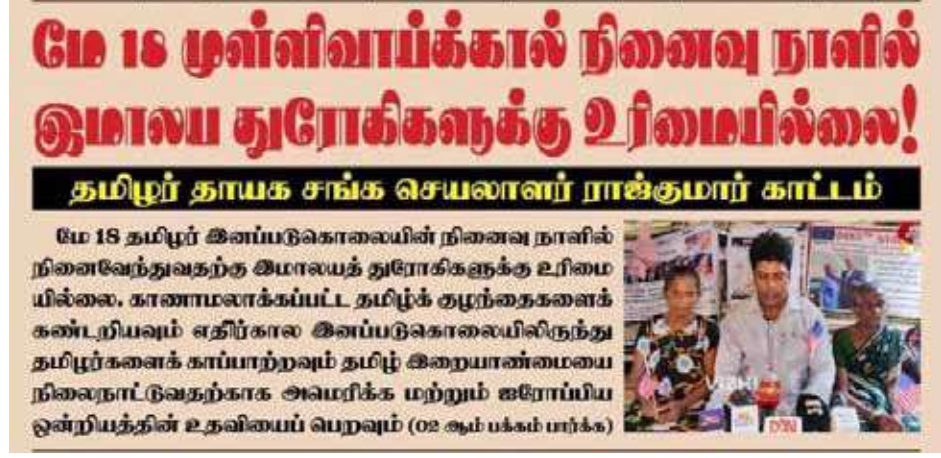 மே 18 முள்ளிவாய்க்கால் நினைவு நாளில்
இமாலய துரோகிகளுக்கு உரிமையில்லை!
தமிழர் தாயக சங்க செயலாளர் ராஜ்குமார் காட்டம்
மே 18 தமிழர் இனப்படுகொலையின் நினைவு நாளில்
நினைவேந்துவதற்கு இமாலயத் துரோகிகளுக்கு உரிமை
யில்லை. காணாமலாக்கப்பட்ட தமிழ்க் குழந்தைகளைக்
கண்டறியவும் எதிர்கால இனப்படுகொலையிலிருந்து
தமிழர்களைக் காப்பாற்றவும் தமிழ் இறையாண்மையை
நிலைநாட்டுவதற்காக அமெரிக்க மற்றும் ஐரோப்பிய
ஒன்றியத்தின் உதவியைப் பெறவும் (02 ஆம் பக்கம் பார்க்க)